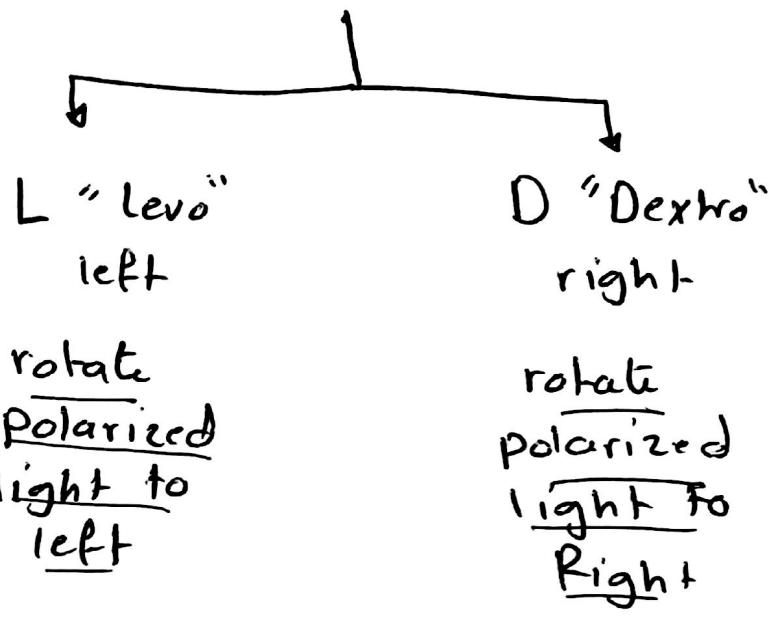 L "levo"
left
rotate
Polarized
light to
left
D "Dextro"
right
rotate
polarized
light to
Right